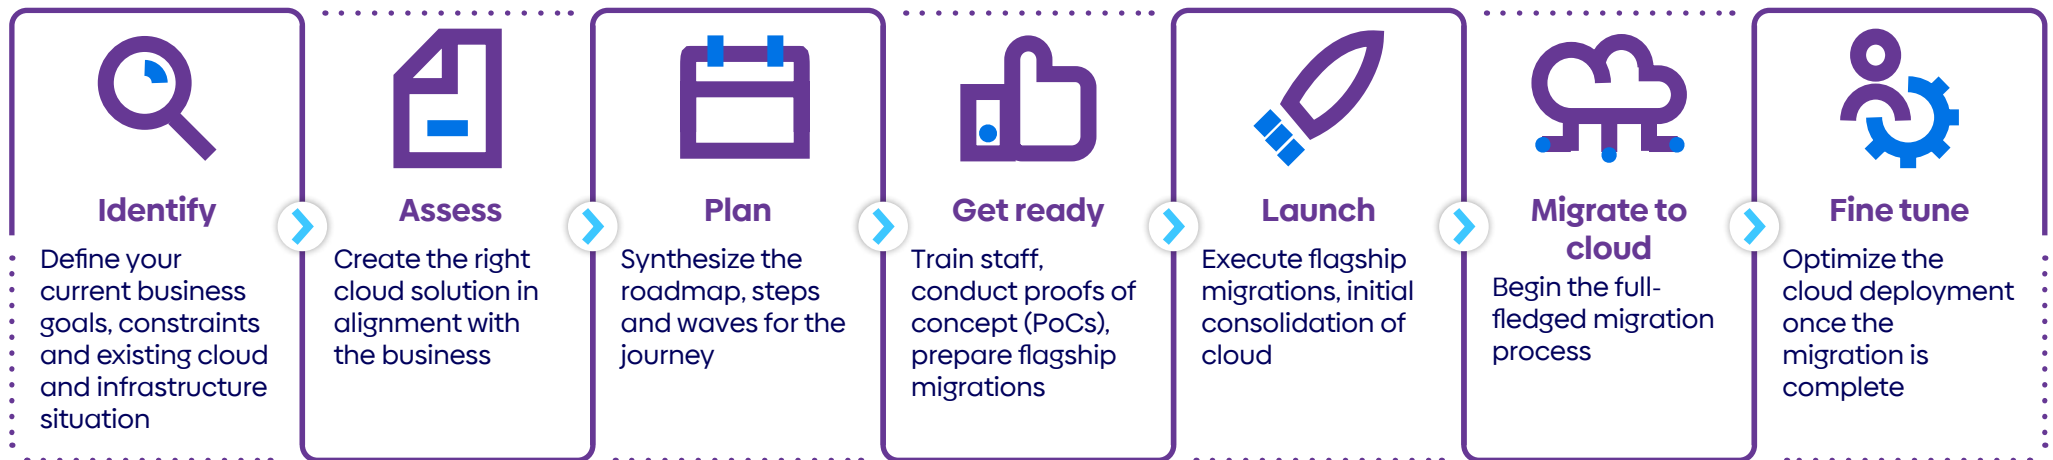 Identify
Define your
current business
goals, constraints
and existing cloud
and infrastructure
situation
Assess
Create the right
cloud solution in
alignment with
the business
Plan
Synthesize the
roadmap, steps
and waves for the
journey
Get ready
Train staff,
conduct proofs of
concept (PoCs),
prepare flagship
migrations
Launch
Execute flagship
migrations, initial
consolidation of
cloud
Migrate to
cloud
Begin the full-
fledged migration
process
Fine tune
Optimize the
cloud deployment
once the
migration is
complete